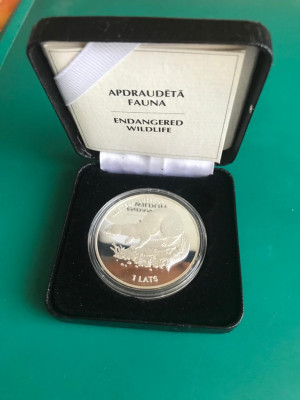 APDRAUDĒTĀ
FAUNA
ENDANGERED
WILDLIFE
1 LATS